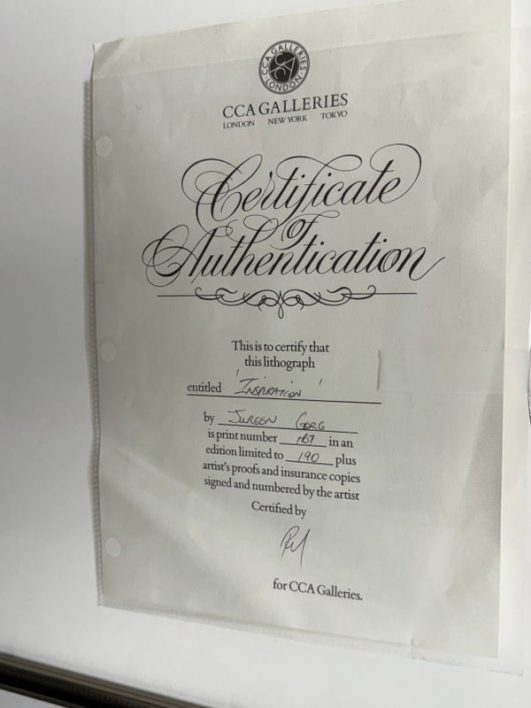 CCA GALLERIES
LONDON
CCA GALLERIES
LONDON NEW YORK TOKYO
Certificate
of
Authentication
This is to certify that
this lithograph
entitled 'INSPIRATION'
by JURGEN GORG
is print number in an
edition limited to 190 plus
artist's proofs and insurance copies
signed and numbered by the artist
Certified by
for CCA Galleries.